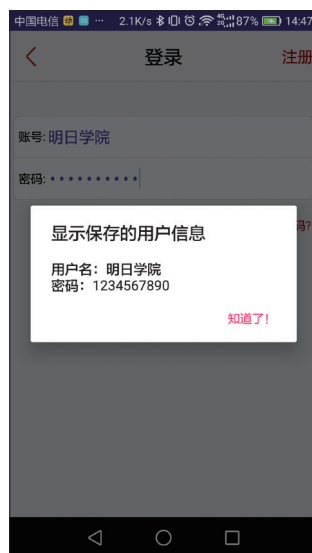 中国电信 ··· 2.1K/s 87% 14:47
登录 注册
账号: 明日学院
密码: ••••••••••
码?
显示保存的用户信息
用户名：明日学院
密码：1234567890
知道了!